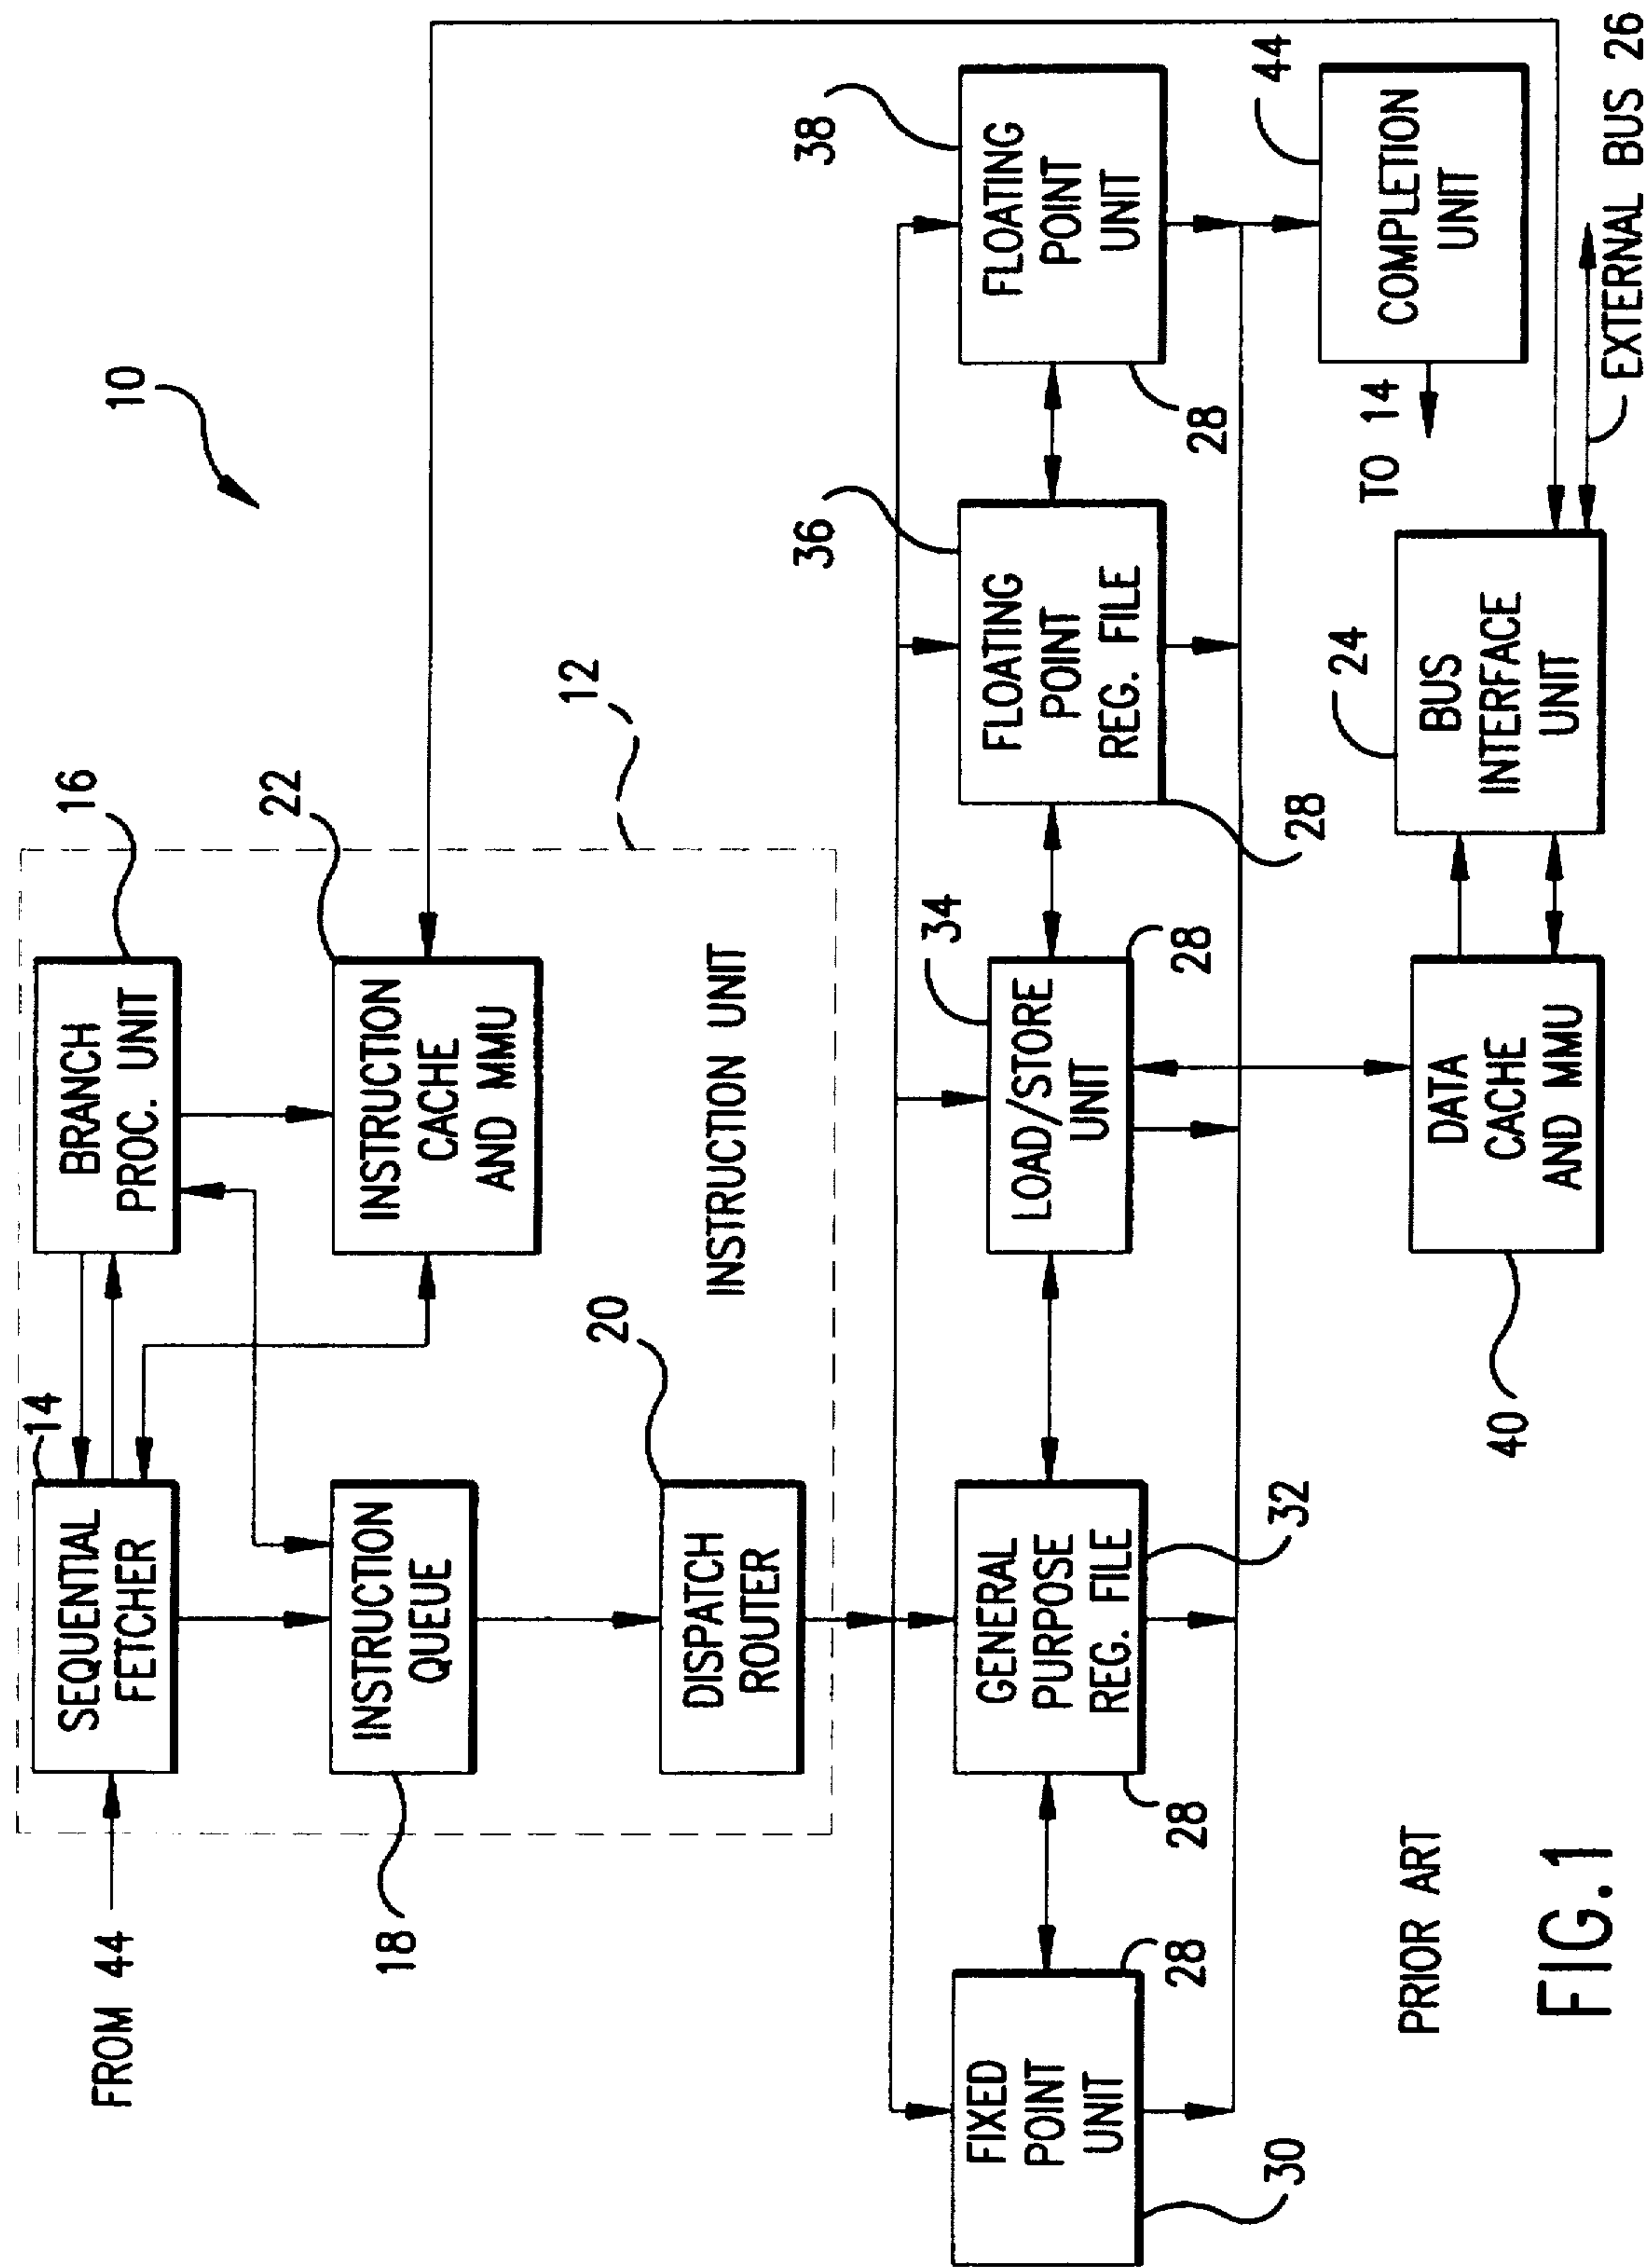 10
FROM 44
SEQUENTIAL
FETCHER
14
BRANCH
PROC. UNIT
16
INSTRUCTION
QUEUE
18
INSTRUCTION
CACHE
AND MMU
22
DISPATCH
ROUTER
20
INSTRUCTION UNIT
12
FIXED
POINT
UNIT
30
28
GENERAL
PURPOSE
REG. FILE
28
32
LOAD/STORE
UNIT
34
28
FLOATING
POINT
REG. FILE
36
28
FLOATING
POINT
UNIT
38
28
COMPLETION
UNIT
44
TO 14
DATA
CACHE
AND MMU
40
BUS
INTERFACE
UNIT
24
EXTERNAL BUS 26
PRIOR ART
FIG.1